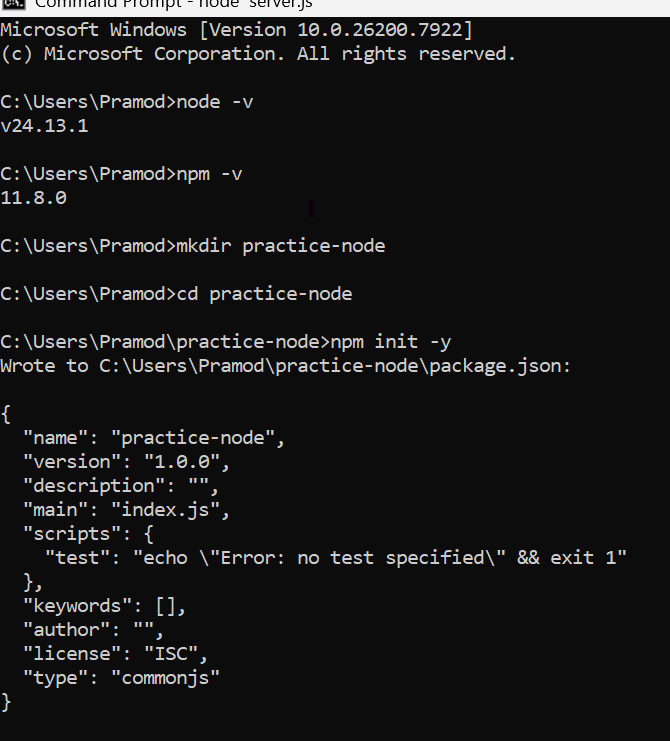 Command Prompt - node server.js
Microsoft Windows [Version 10.0.26200.7922]
(c) Microsoft Corporation. All rights reserved.
C:\Users\Pramod>node -v
v24.13.1
C:\Users\Pramod>npm -v
11.8.0
C:\Users\Pramod>mkdir practice-node
C:\Users\Pramod>cd practice-node
C:\Users\Pramod\practice-node>npm init -y
Wrote to C:\Users\Pramod\practice-node\package.json:
{
  "name": "practice-node",
  "version": "1.0.0",
  "description": "",
  "main": "index.js",
  "scripts": {
    "test": "echo \"Error: no test specified\" && exit 1"
  },
  "keywords": [],
  "author": "",
  "license": "ISC",
  "type": "commonjs"
}